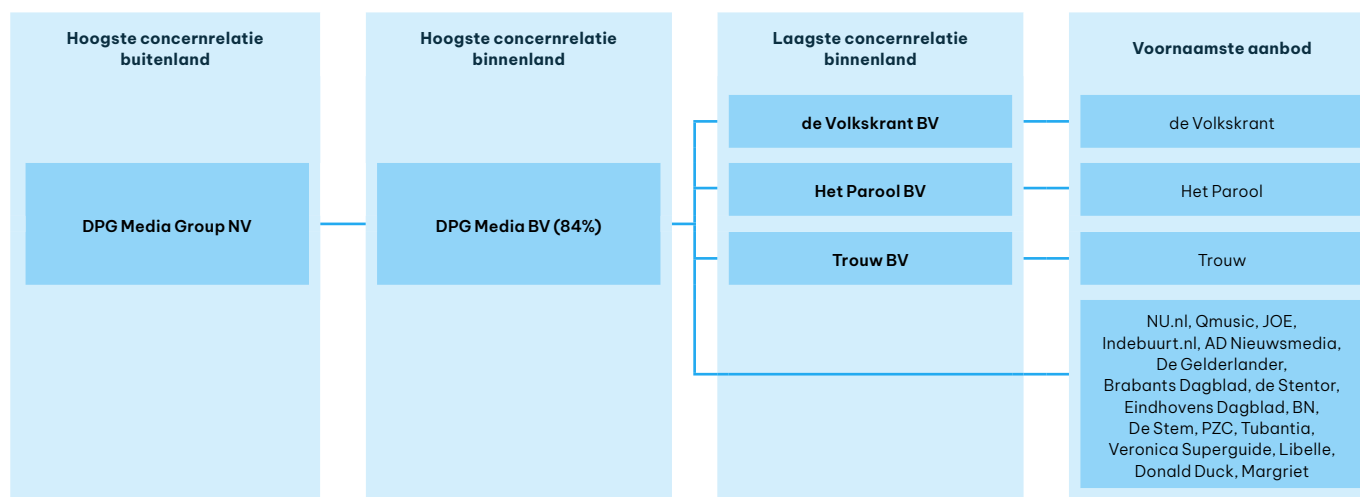 Hoogste concernrelatie
buitenland
Hoogste concernrelatie
binnenland
Laagste concernrelatie
binnenland
Voornaamste aanbod
DPG Media Group NV
DPG Media BV (84%)
de Volkskrant BV
de Volkskrant
Het Parool BV
Het Parool
Trouw BV
Trouw
NU.nl, Qmusic, JOE,
Indebuurt.nl, AD Nieuwsmedia,
De Gelderlander,
Brabants Dagblad, de Stentor,
Eindhovens Dagblad, BN,
De Stem, PZC, Tubantia,
Veronica Superguide, Libelle,
Donald Duck, Margriet